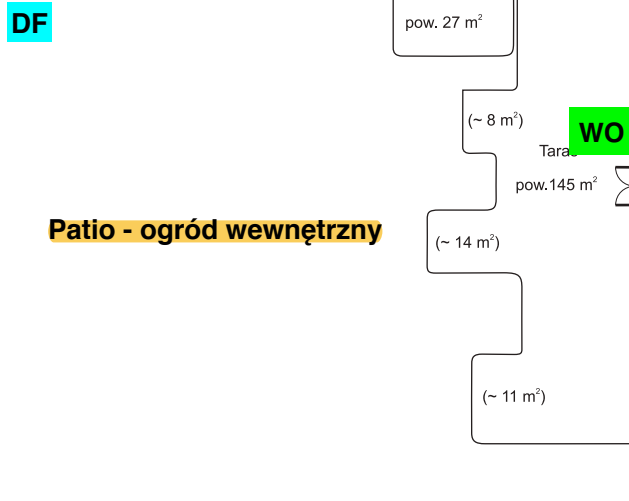 DF
pow. 27 m²
(~ 8 m²)
WO
Taras
pow.145 m²
Patio - ogród wewnętrzny
(~ 14 m²)
(~ 11 m²)